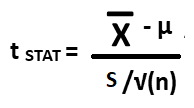 t STAT = X̅ - μ
S/√(n)